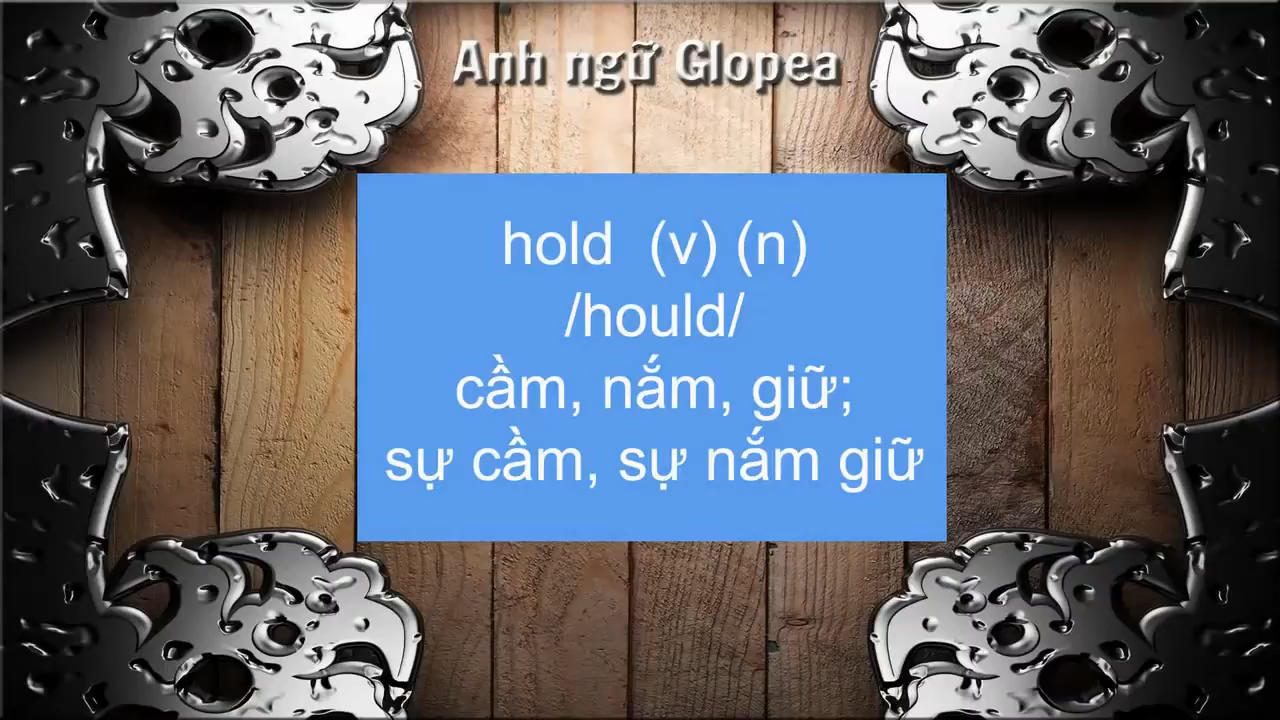 Anh ngữ Glopea
hold (v) (n)
/hould/
cầm, nắm, giữ;
sự cầm, sự nắm giữ